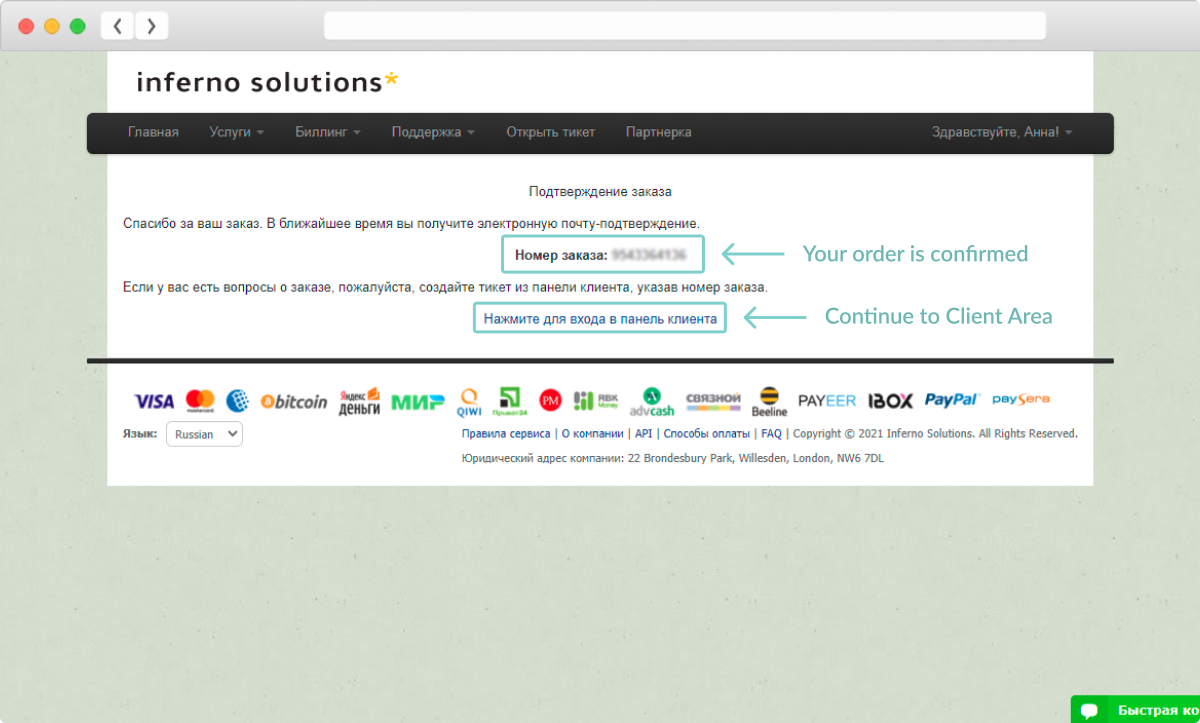 inferno solutions*
Главная Услуги Биллинг Поддержка Открыть тикет Партнерка Здравствуйте, Анна!
Подтверждение заказа
Спасибо за ваш заказ. В ближайшее время вы получите электронную почту-подтверждение.
Номер заказа: Your order is confirmed
Если у вас есть вопросы о заказе, пожалуйста, создайте тикет из панели клиента, указав номер заказа.
Нажмите для входа в панель клиента Continue to Client Area
VISA mastercard bitcoin Яндекс деньги МИР QIWI Приват24 PM RBK Money advcash СВЯЗНОЙ Beeline PAYEER IBOX PayPal paysera
Язык: Russian Правила сервиса | О компании | API | Способы оплаты | FAQ | Copyright © 2021 Inferno Solutions. All Rights Reserved.
Юридический адрес компании: 22 Brondesbury Park, Willesden, London, NW6 7DL
Быстрая